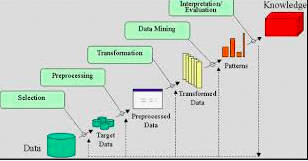 Interpretation/
Evaluation
Knowledge
Data Mining
Transformation
Patterns
Preprocessing
Transformed
Data
Selection
Preprocessed
Data
Target
Data
Data